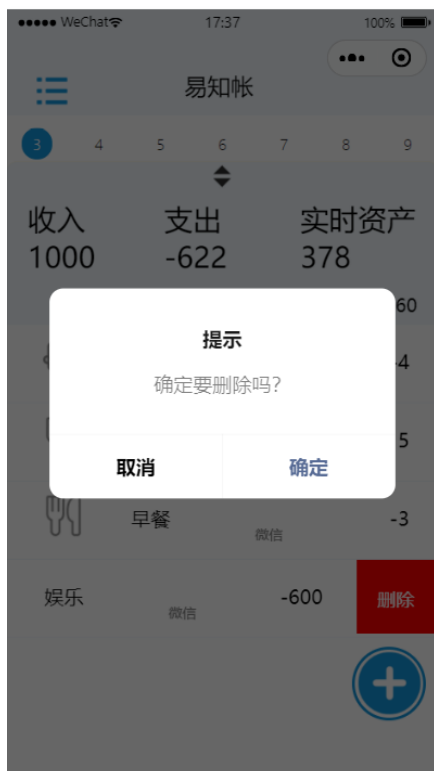 WeChat 17:37 100%
易知帐
3 4 5 6 7 8 9
收入 支出 实时资产
1000 -622 378
60
提示
-4
确定要删除吗?
5
取消 确定
早餐 微信 -3
娱乐 微信 -600 删除